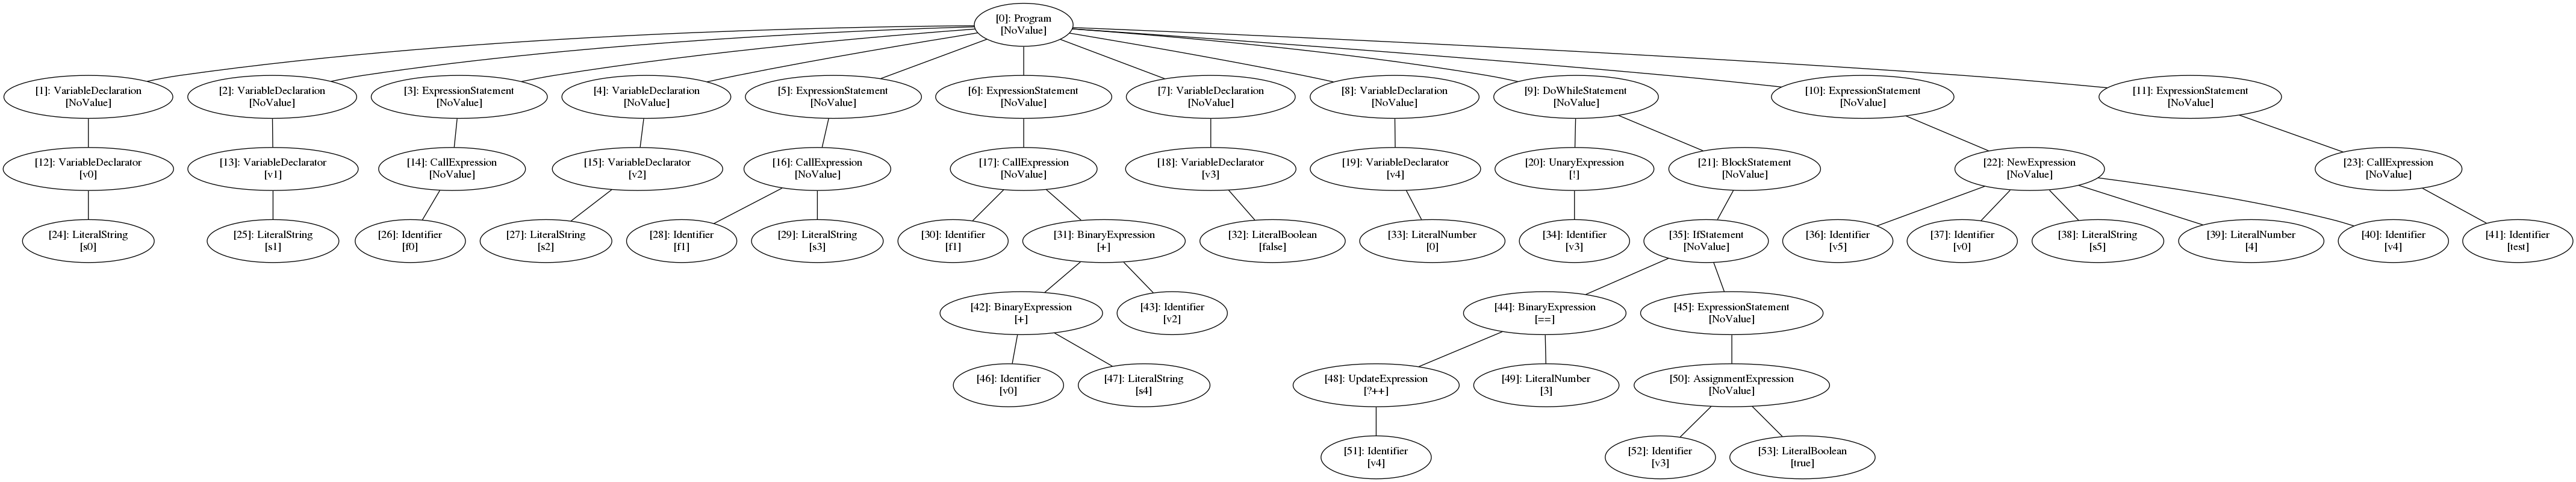 [0]: Program
[NoValue]
[1]: VariableDeclaration
[NoValue]
[2]: VariableDeclaration
[NoValue]
[3]: ExpressionStatement
[NoValue]
[4]: VariableDeclaration
[NoValue]
[5]: ExpressionStatement
[NoValue]
[6]: ExpressionStatement
[NoValue]
[7]: VariableDeclaration
[NoValue]
[8]: VariableDeclaration
[NoValue]
[9]: DoWhileStatement
[NoValue]
[10]: ExpressionStatement
[NoValue]
[11]: ExpressionStatement
[NoValue]
[12]: VariableDeclarator
[v0]
[13]: VariableDeclarator
[v1]
[14]: CallExpression
[NoValue]
[15]: VariableDeclarator
[v2]
[16]: CallExpression
[NoValue]
[17]: CallExpression
[NoValue]
[18]: VariableDeclarator
[v3]
[19]: VariableDeclarator
[v4]
[20]: UnaryExpression
[!]
[21]: BlockStatement
[NoValue]
[22]: NewExpression
[NoValue]
[23]: CallExpression
[NoValue]
[24]: LiteralString
[s0]
[25]: LiteralString
[s1]
[26]: Identifier
[f0]
[27]: LiteralString
[s2]
[28]: Identifier
[f1]
[29]: LiteralString
[s3]
[30]: Identifier
[f1]
[31]: BinaryExpression
[+]
[32]: LiteralBoolean
[false]
[33]: LiteralNumber
[0]
[34]: Identifier
[v3]
[35]: IfStatement
[NoValue]
[36]: Identifier
[v5]
[37]: Identifier
[v0]
[38]: LiteralString
[s5]
[39]: LiteralNumber
[4]
[40]: Identifier
[v4]
[41]: Identifier
[test]
[42]: BinaryExpression
[+]
[43]: Identifier
[v2]
[44]: BinaryExpression
[==]
[45]: ExpressionStatement
[NoValue]
[46]: Identifier
[v0]
[47]: LiteralString
[s4]
[48]: UpdateExpression
[?++]
[49]: LiteralNumber
[3]
[50]: AssignmentExpression
[NoValue]
[51]: Identifier
[v4]
[52]: Identifier
[v3]
[53]: LiteralBoolean
[true]